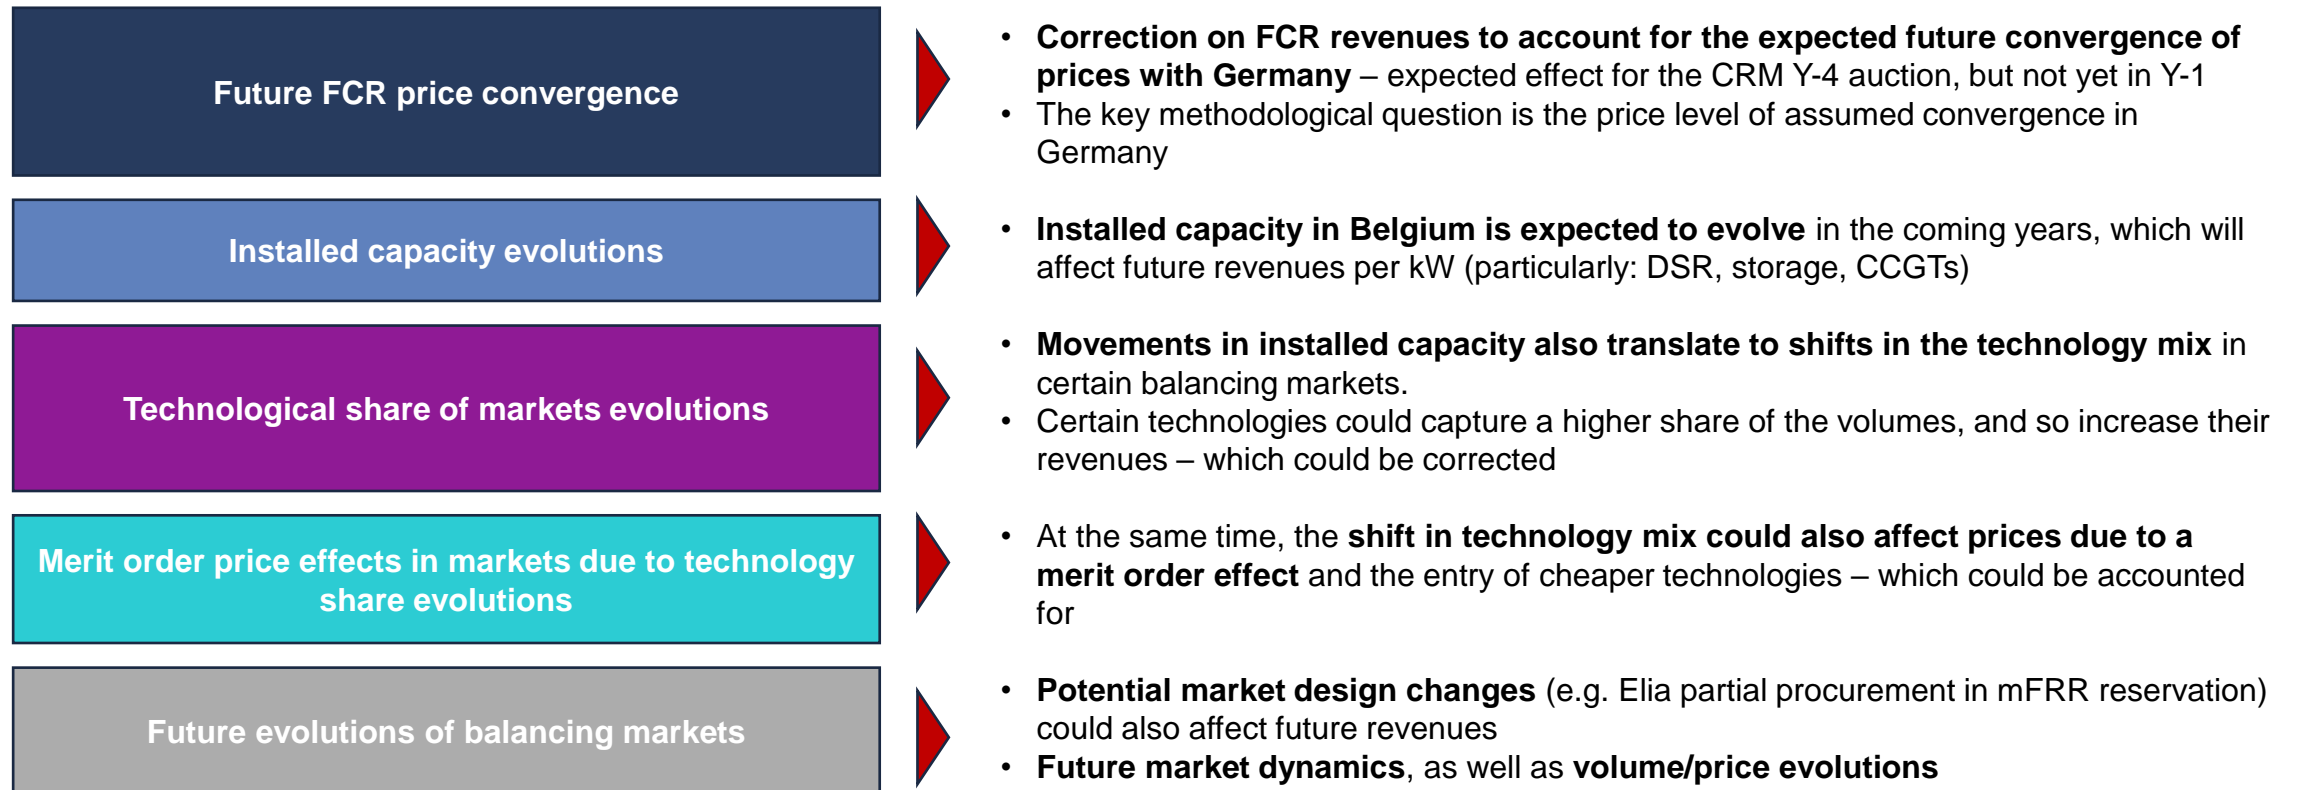 Future FCR price convergence
• Correction on FCR revenues to account for the expected future convergence of
prices with Germany – expected effect for the CRM Y-4 auction, but not yet in Y-1
• The key methodological question is the price level of assumed convergence in
Germany
Installed capacity evolutions
• Installed capacity in Belgium is expected to evolve in the coming years, which will
affect future revenues per kW (particularly: DSR, storage, CCGTs)
Technological share of markets evolutions
• Movements in installed capacity also translate to shifts in the technology mix in
certain balancing markets.
• Certain technologies could capture a higher share of the volumes, and so increase their
revenues – which could be corrected
Merit order price effects in markets due to technology
share evolutions
• At the same time, the shift in technology mix could also affect prices due to a
merit order effect and the entry of cheaper technologies – which could be accounted
for
Future evolutions of balancing markets
• Potential market design changes (e.g. Elia partial procurement in mFRR reservation)
could also affect future revenues
• Future market dynamics, as well as volume/price evolutions